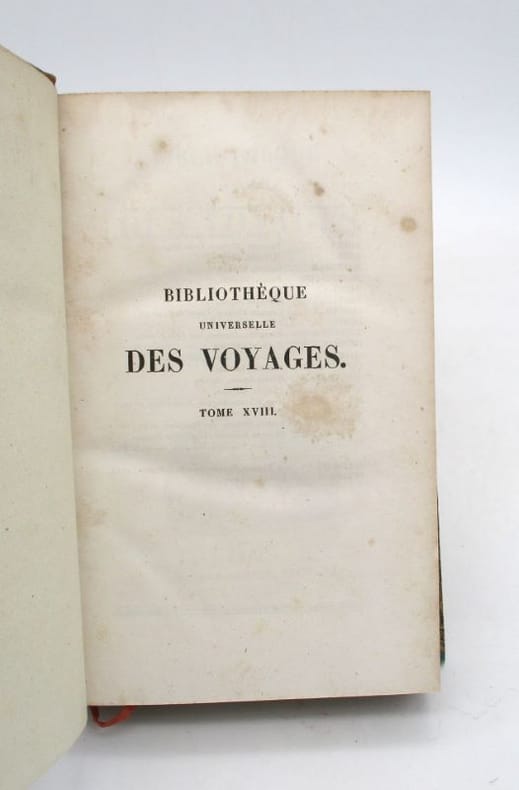 BIBLIOTHÈQUE
UNIVERSELLE
DES VOYAGES.
TOME XVIII.